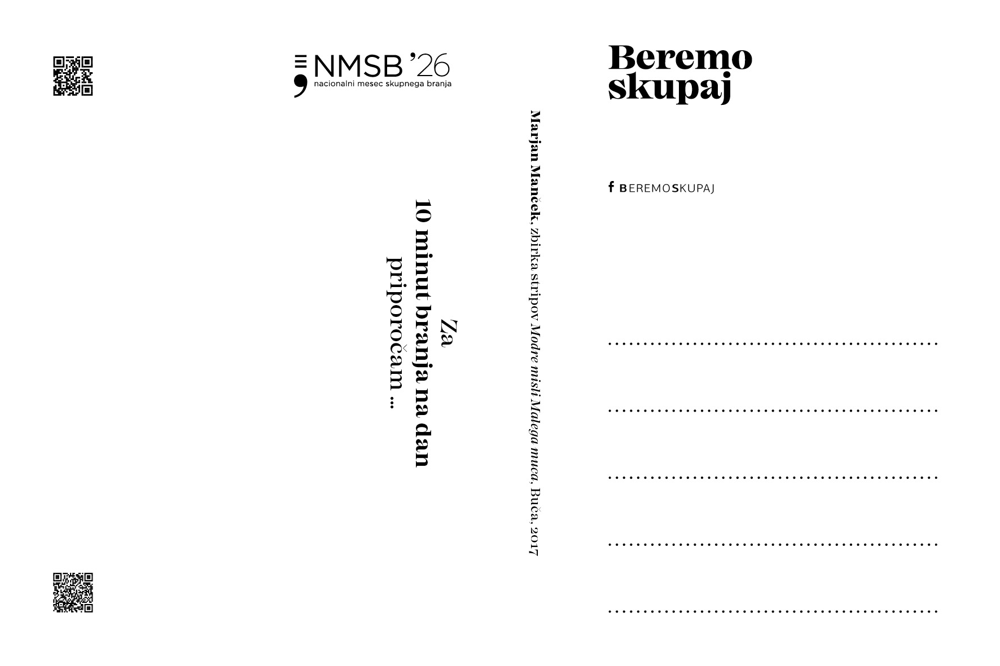 NMSB ’26
nacionalni mesec skupnega branja
Za
10 minut branja na dan
priporočam ...
Marjan Manček, zbirka stripov Modre misli Malega muca, Buča, 2017
Beremo
skupaj
f BEREMOSKUPAJ